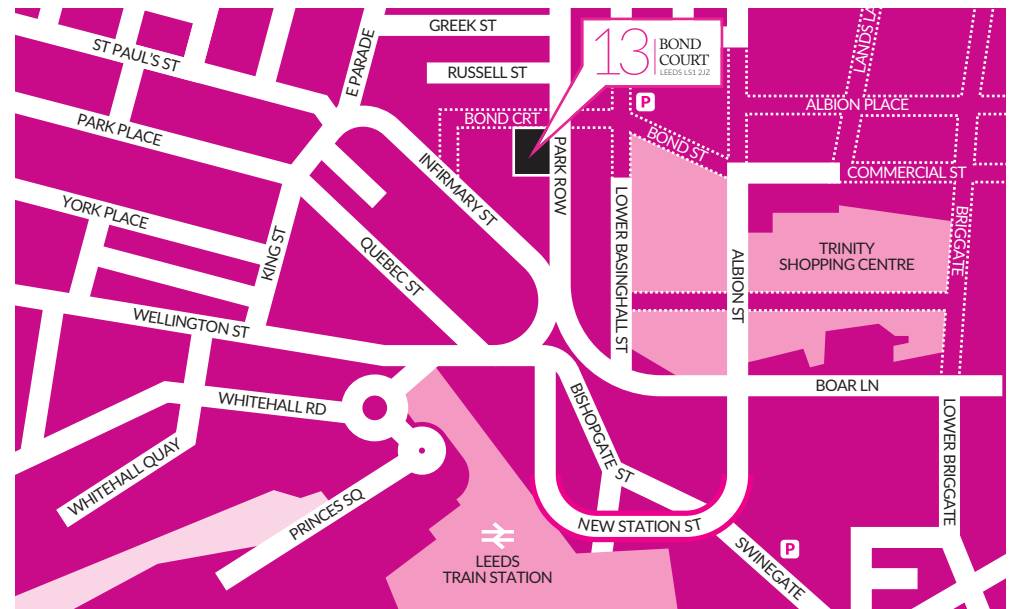 GREEK ST
ST PAUL'S ST
E PARADE
13
BOND
COURT
LEEDS LS1 2JZ
RUSSELL ST
LANDS LA
P
ALBION PLACE
BOND CRT
PARK PLACE
BOND ST
PARK ROW
INFIRMARY ST
COMMERCIAL ST
YORK PLACE
LOWER BASINGHALL ST
BRIGGATE
KING ST
QUEBEC ST
ALBION ST
TRINITY
SHOPPING CENTRE
WELLINGTON ST
BOAR LN
WHITEHALL RD
BISHOPGATE ST
LOWER BRIGGATE
WHITEHALL QUAY
PRINCES SQ
NEW STATION ST
SWINEGATE
P
LEEDS
TRAIN STATION